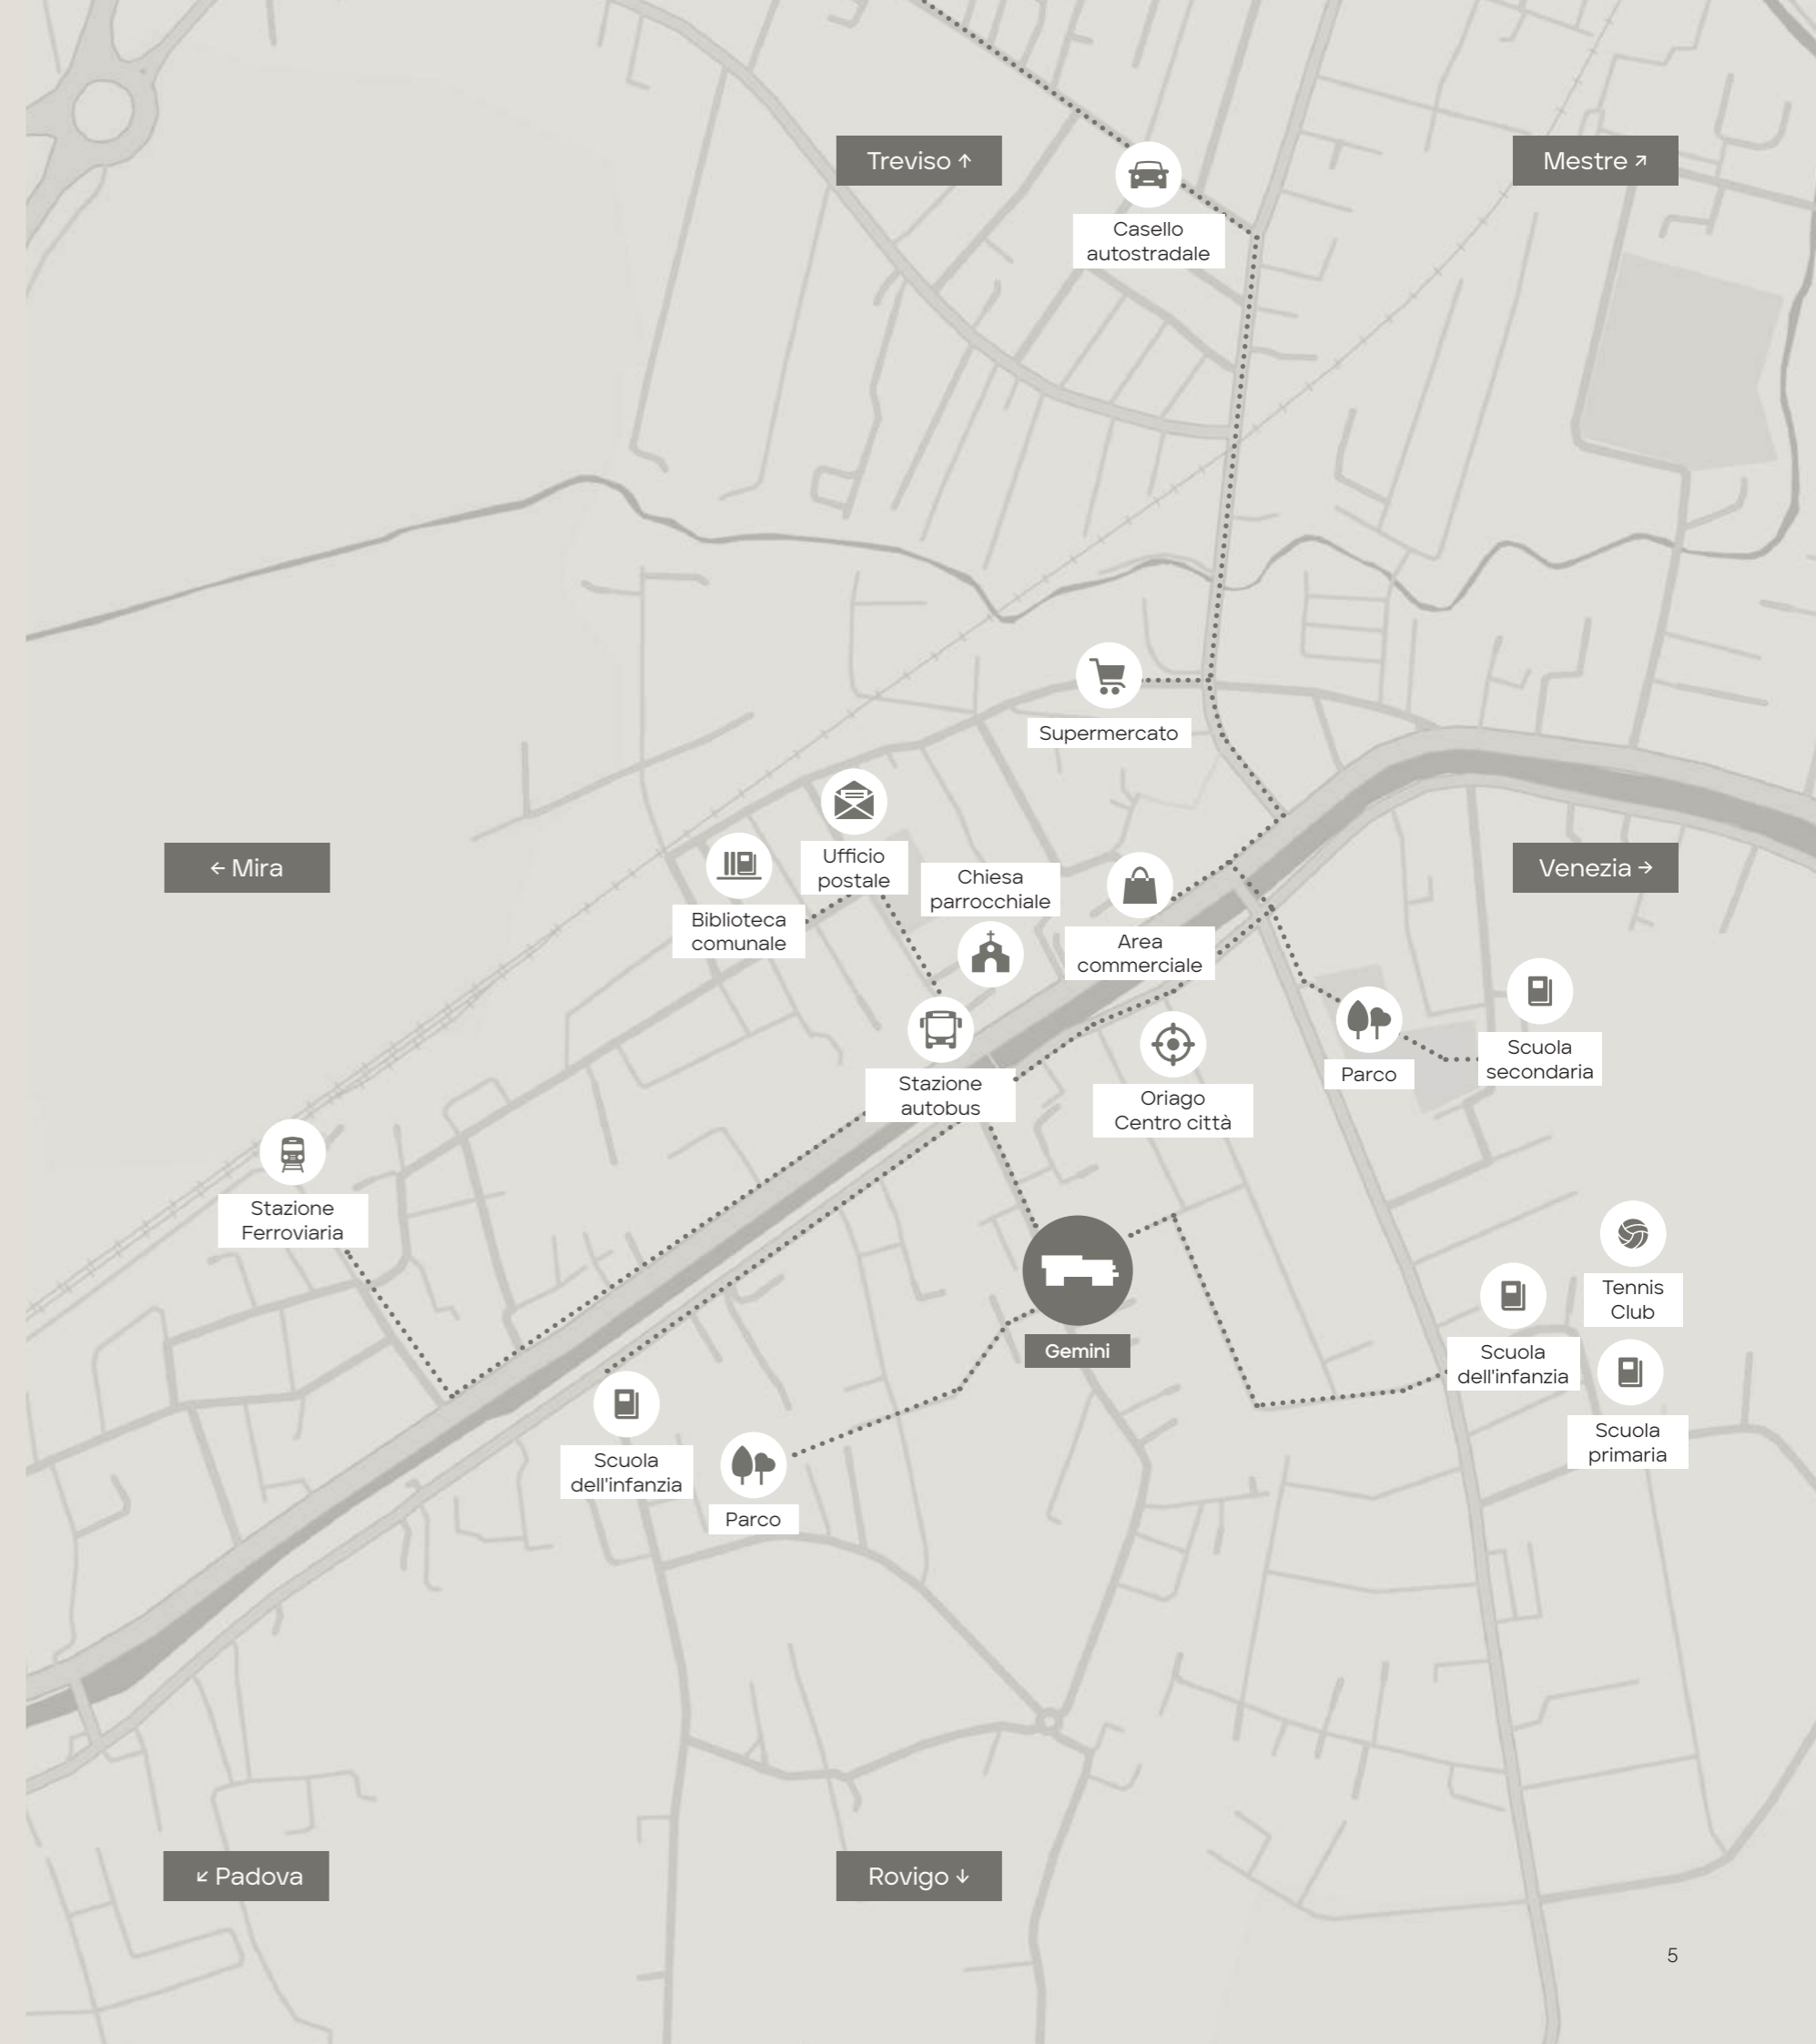 Treviso ↑
Mestre ↗
Casello
autostradale
Supermercato
← Mira
Venezia →
Ufficio
postale
Biblioteca
comunale
Chiesa
parrocchiale
Area
commerciale
Stazione
autobus
Oriago
Centro città
Parco
Scuola
secondaria
Stazione
Ferroviaria
Gemini
Tennis
Club
Scuola
dell'infanzia
Scuola
primaria
Scuola
dell'infanzia
Parco
↙ Padova
Rovigo ↓
5